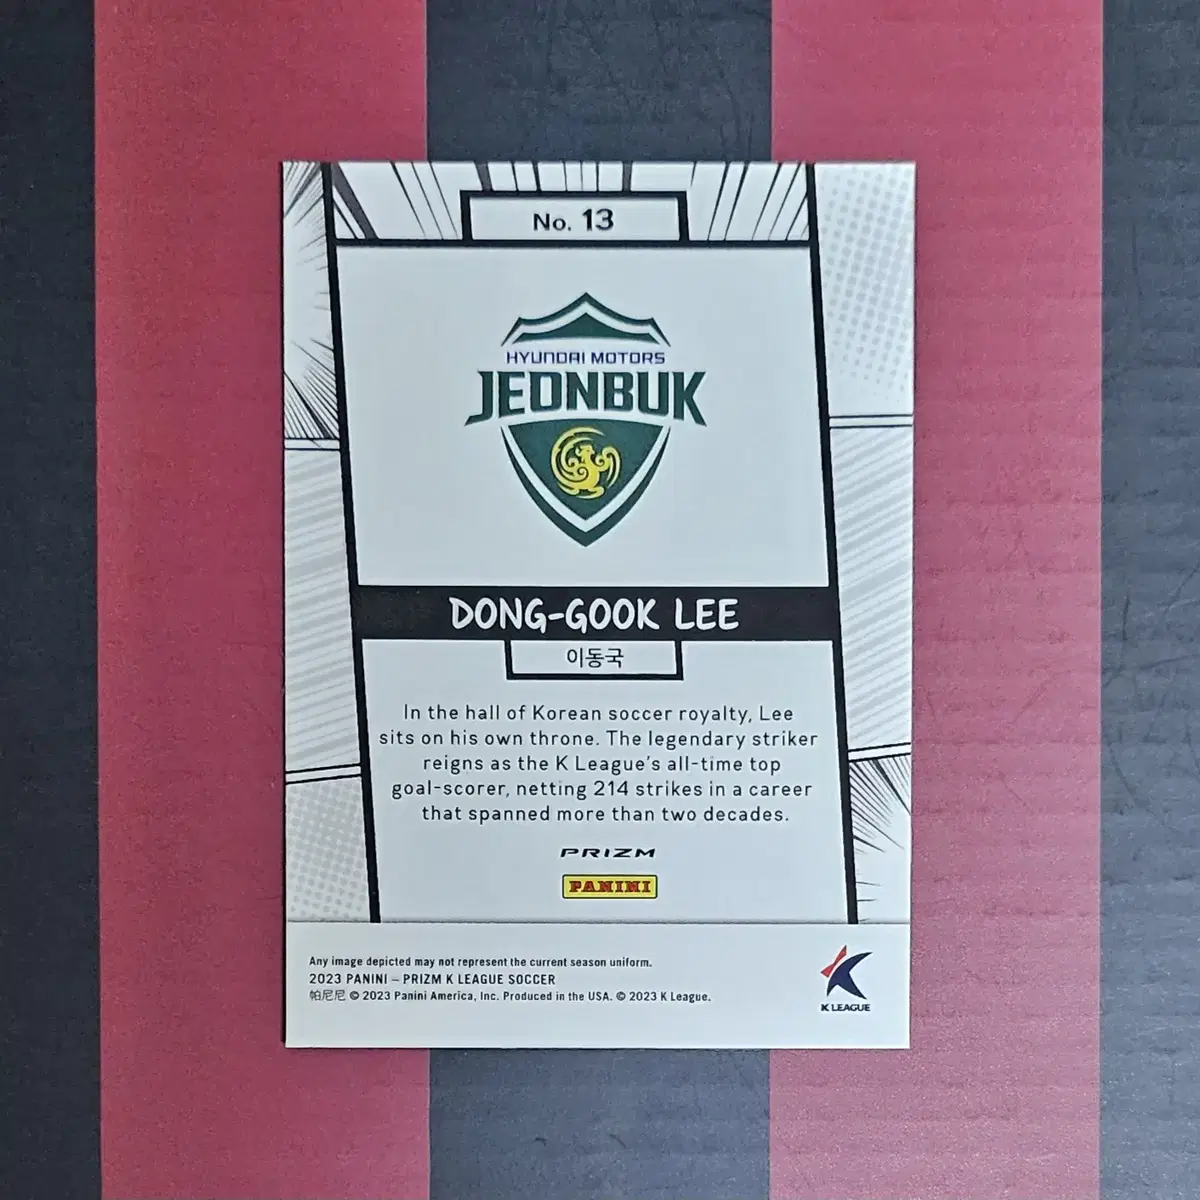 No. 13
HYUNDAI MOTORS
JEONBUK
DONG-GOOK LEE
이동국
In the hall of Korean soccer royalty, Lee
sits on his own throne. The legendary striker
reigns as the K League's all-time top
goal-scorer, netting 214 strikes in a career
that spanned more than two decades.
PRIZM
PANINI
Any image depicted may not represent the current season uniform.
2023 PANINI – PRIZM K LEAGUE SOCCER
帕尼尼 © 2023 Panini America, Inc. Produced in the USA. © 2023 K League.
K LEAGUE